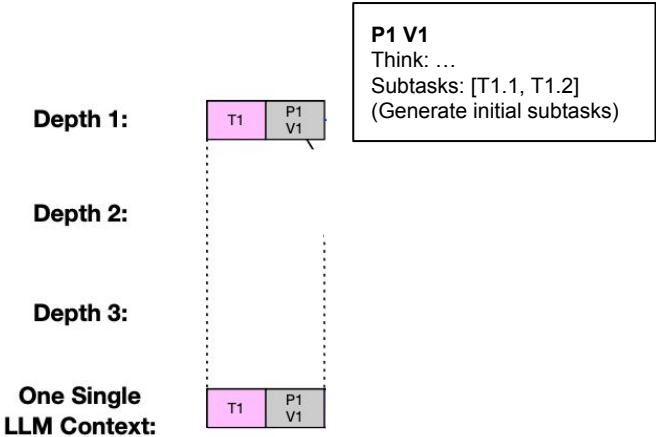 P1 V1
Think: …
Subtasks: [T1.1, T1.2]
(Generate initial subtasks)
Depth 1:
T1
P1
V1
Depth 2:
Depth 3:
One Single
LLM Context:
T1
P1
V1